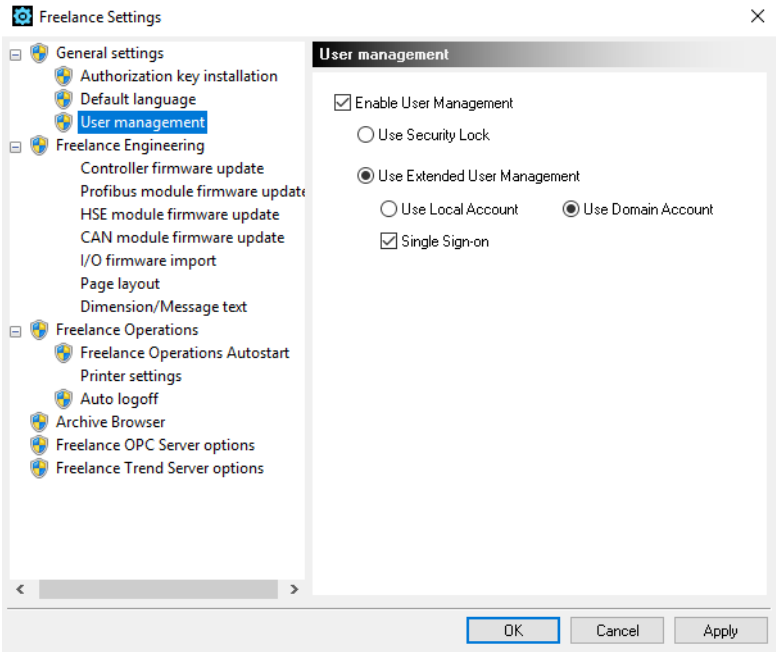 Freelance Settings
General settings
Authorization key installation
Default language
User management
Freelance Engineering
Controller firmware update
Profibus module firmware update
HSE module firmware update
CAN module firmware update
I/O firmware import
Page layout
Dimension/Message text
Freelance Operations
Freelance Operations Autostart
Printer settings
Auto logoff
Archive Browser
Freelance OPC Server options
Freelance Trend Server options
User management
Enable User Management
Use Security Lock
Use Extended User Management
Use Local Account Use Domain Account
Single Sign-on
OK Cancel Apply